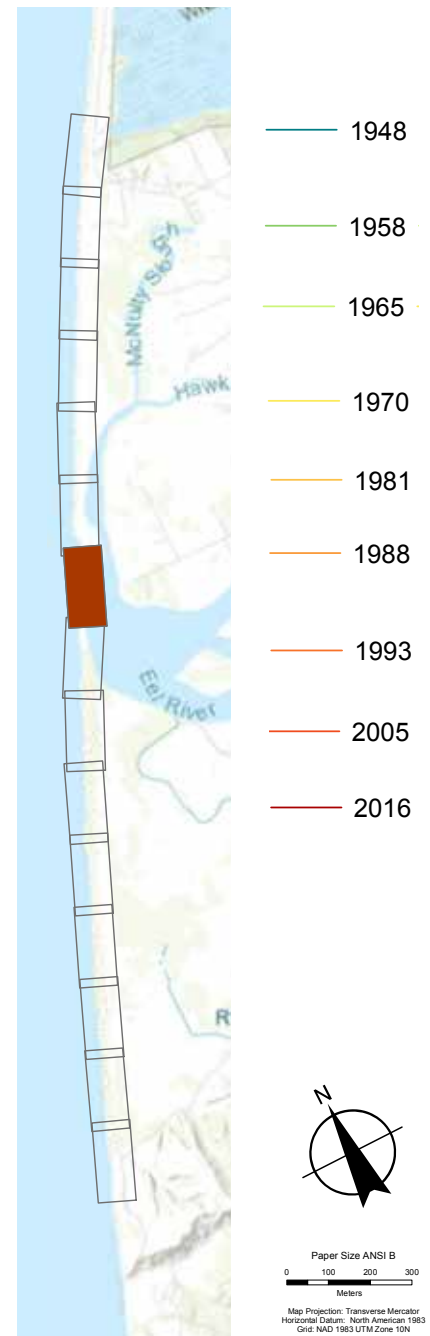 McNulty Slough
Hawk
Eel River
R
1948
1958
1965
1970
1981
1988
1993
2005
2016
N
Paper Size ANSI B
0 100 200 300
Meters
Map Projection: Transverse Mercator
Horizontal Datum: North American 1983
Grid: NAD 1983 UTM Zone 10N